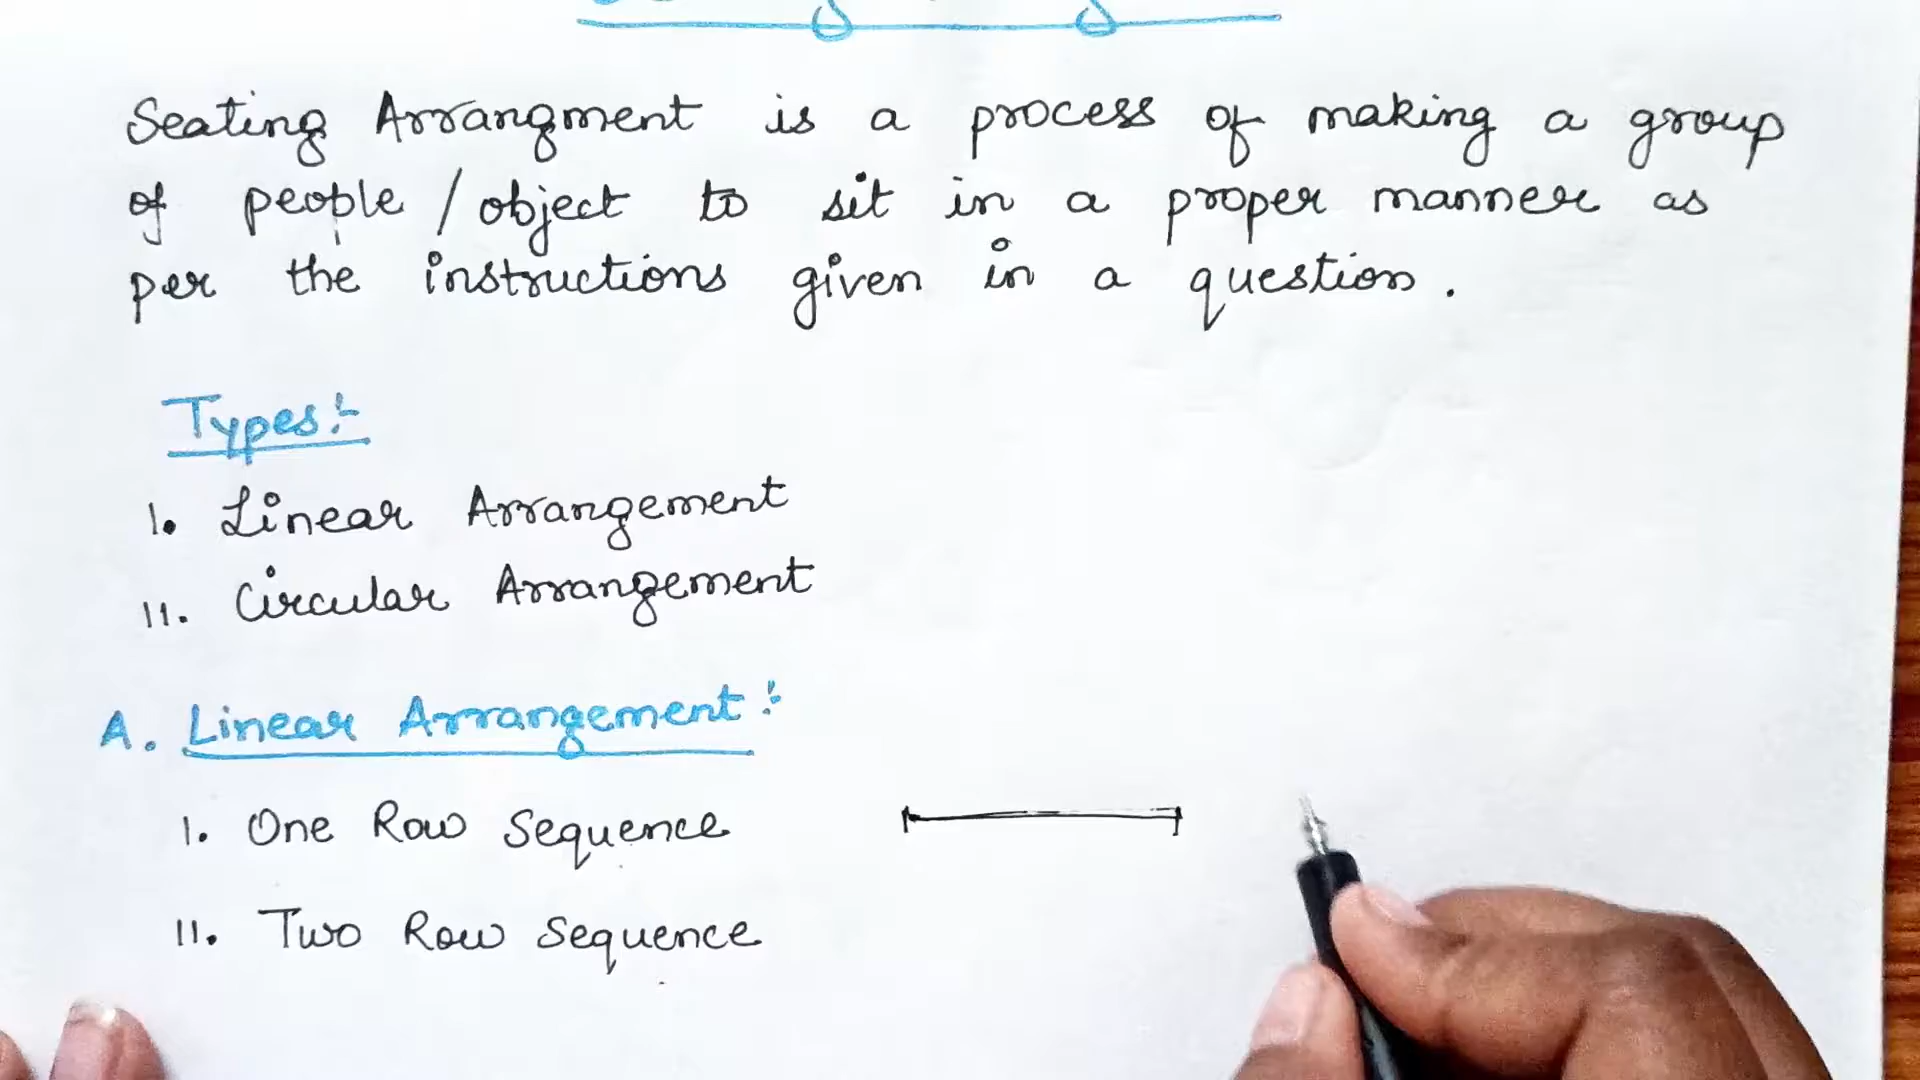 Seating Arrangment is a process of making a group
of people / object to sit in a proper manner as
per the instructions given in a question.
Types:-
I. Linear Arrangement
II. Circular Arrangement
A. Linear Arrangement:-
I. One Row Sequence
II. Two Row Sequence